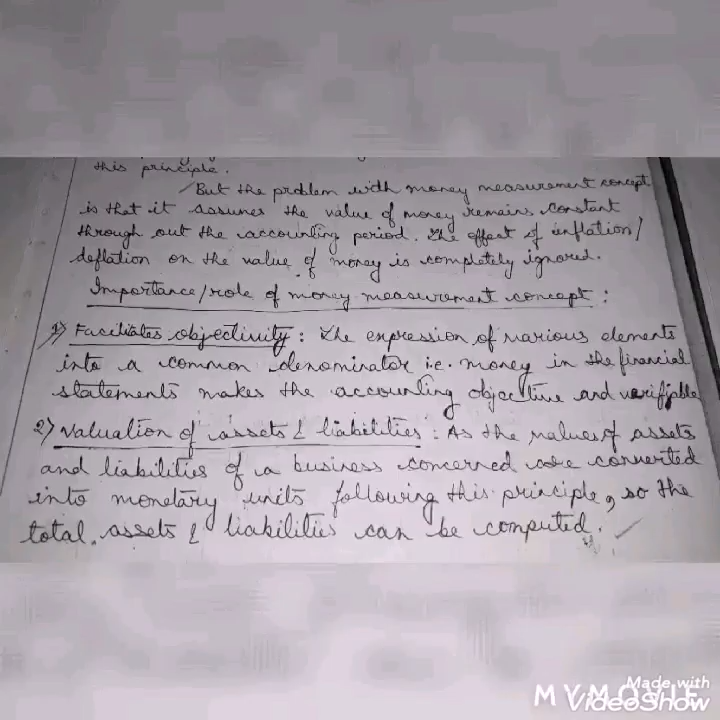 this principle.
But the problem with money measurement concept
is that it assumes the value of money remains constant
through out the accounting period. The effect of inflation/
deflation on the value of money is completely ignored.
Importance/role of money measurement concept :
1) Faciliates objectivity : The expression of various elements
into a common denominator i.e. money in the financial
statements makes the accounting objective and verifiable
2) Valuation of assets & liabilities : As the values of assets
and liabilities of a business concerned are converted
into monetary units following this principle, so the
total assets & liabilities can be computed.
Made with
MYMOVIE
VideoShow